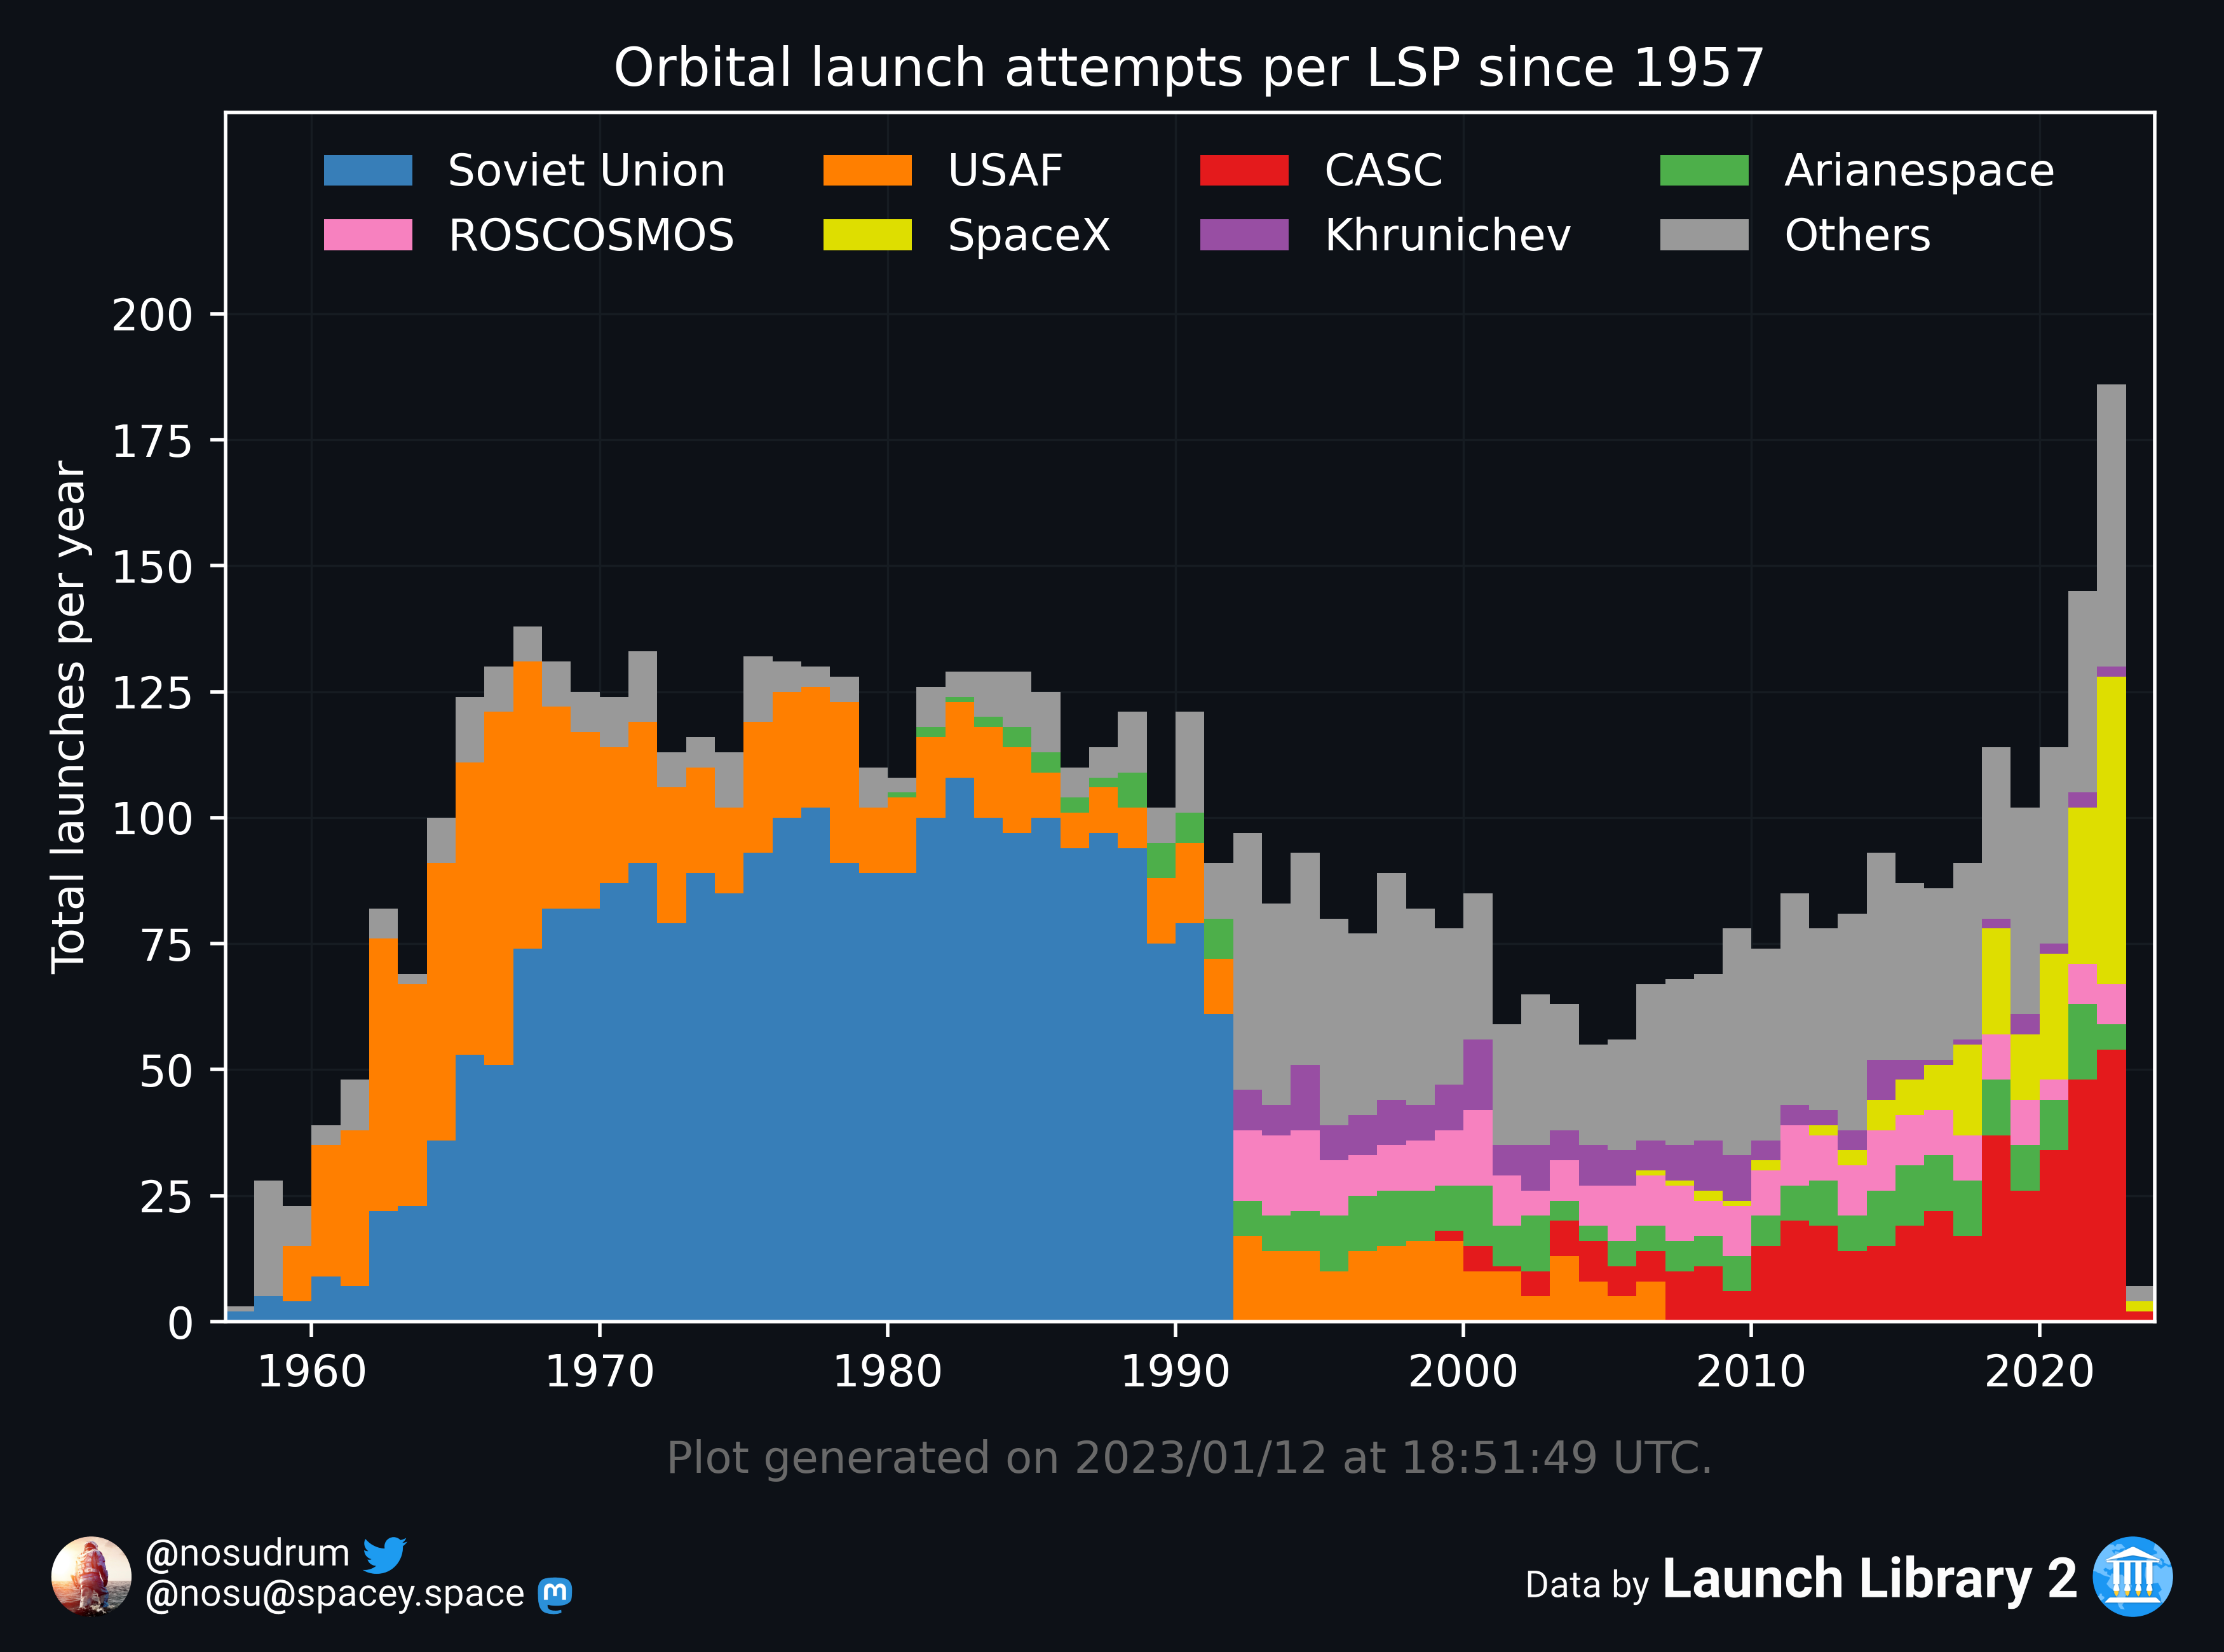 Orbital launch attempts per LSP since 1957
Soviet Union
USAF
CASC
Arianespace
ROSCOSMOS
SpaceX
Khrunichev
Others
Total launches per year
200
175
150
125
100
75
50
25
0
1960
1970
1980
1990
2000
2010
2020
Plot generated on 2023/01/12 at 18:51:49 UTC.
@nosudrum
@nosu@spacey.space
Data by Launch Library 2